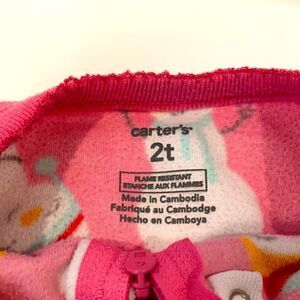 carter's
2t
FLAME RESISTANT
ETANCHE AUX FLAMMES
Made in Cambodia
Fabriqué au Cambodge
Hecho en Camboya